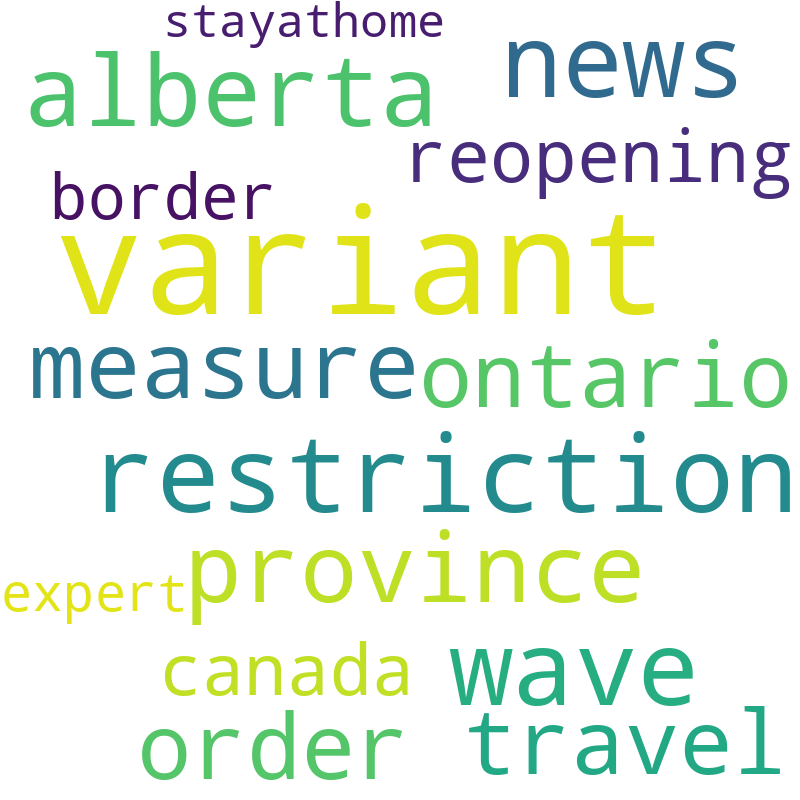 stayathome
alberta news
reopening
border
variant
measure ontario
restriction
province
expert
canada wave
order travel